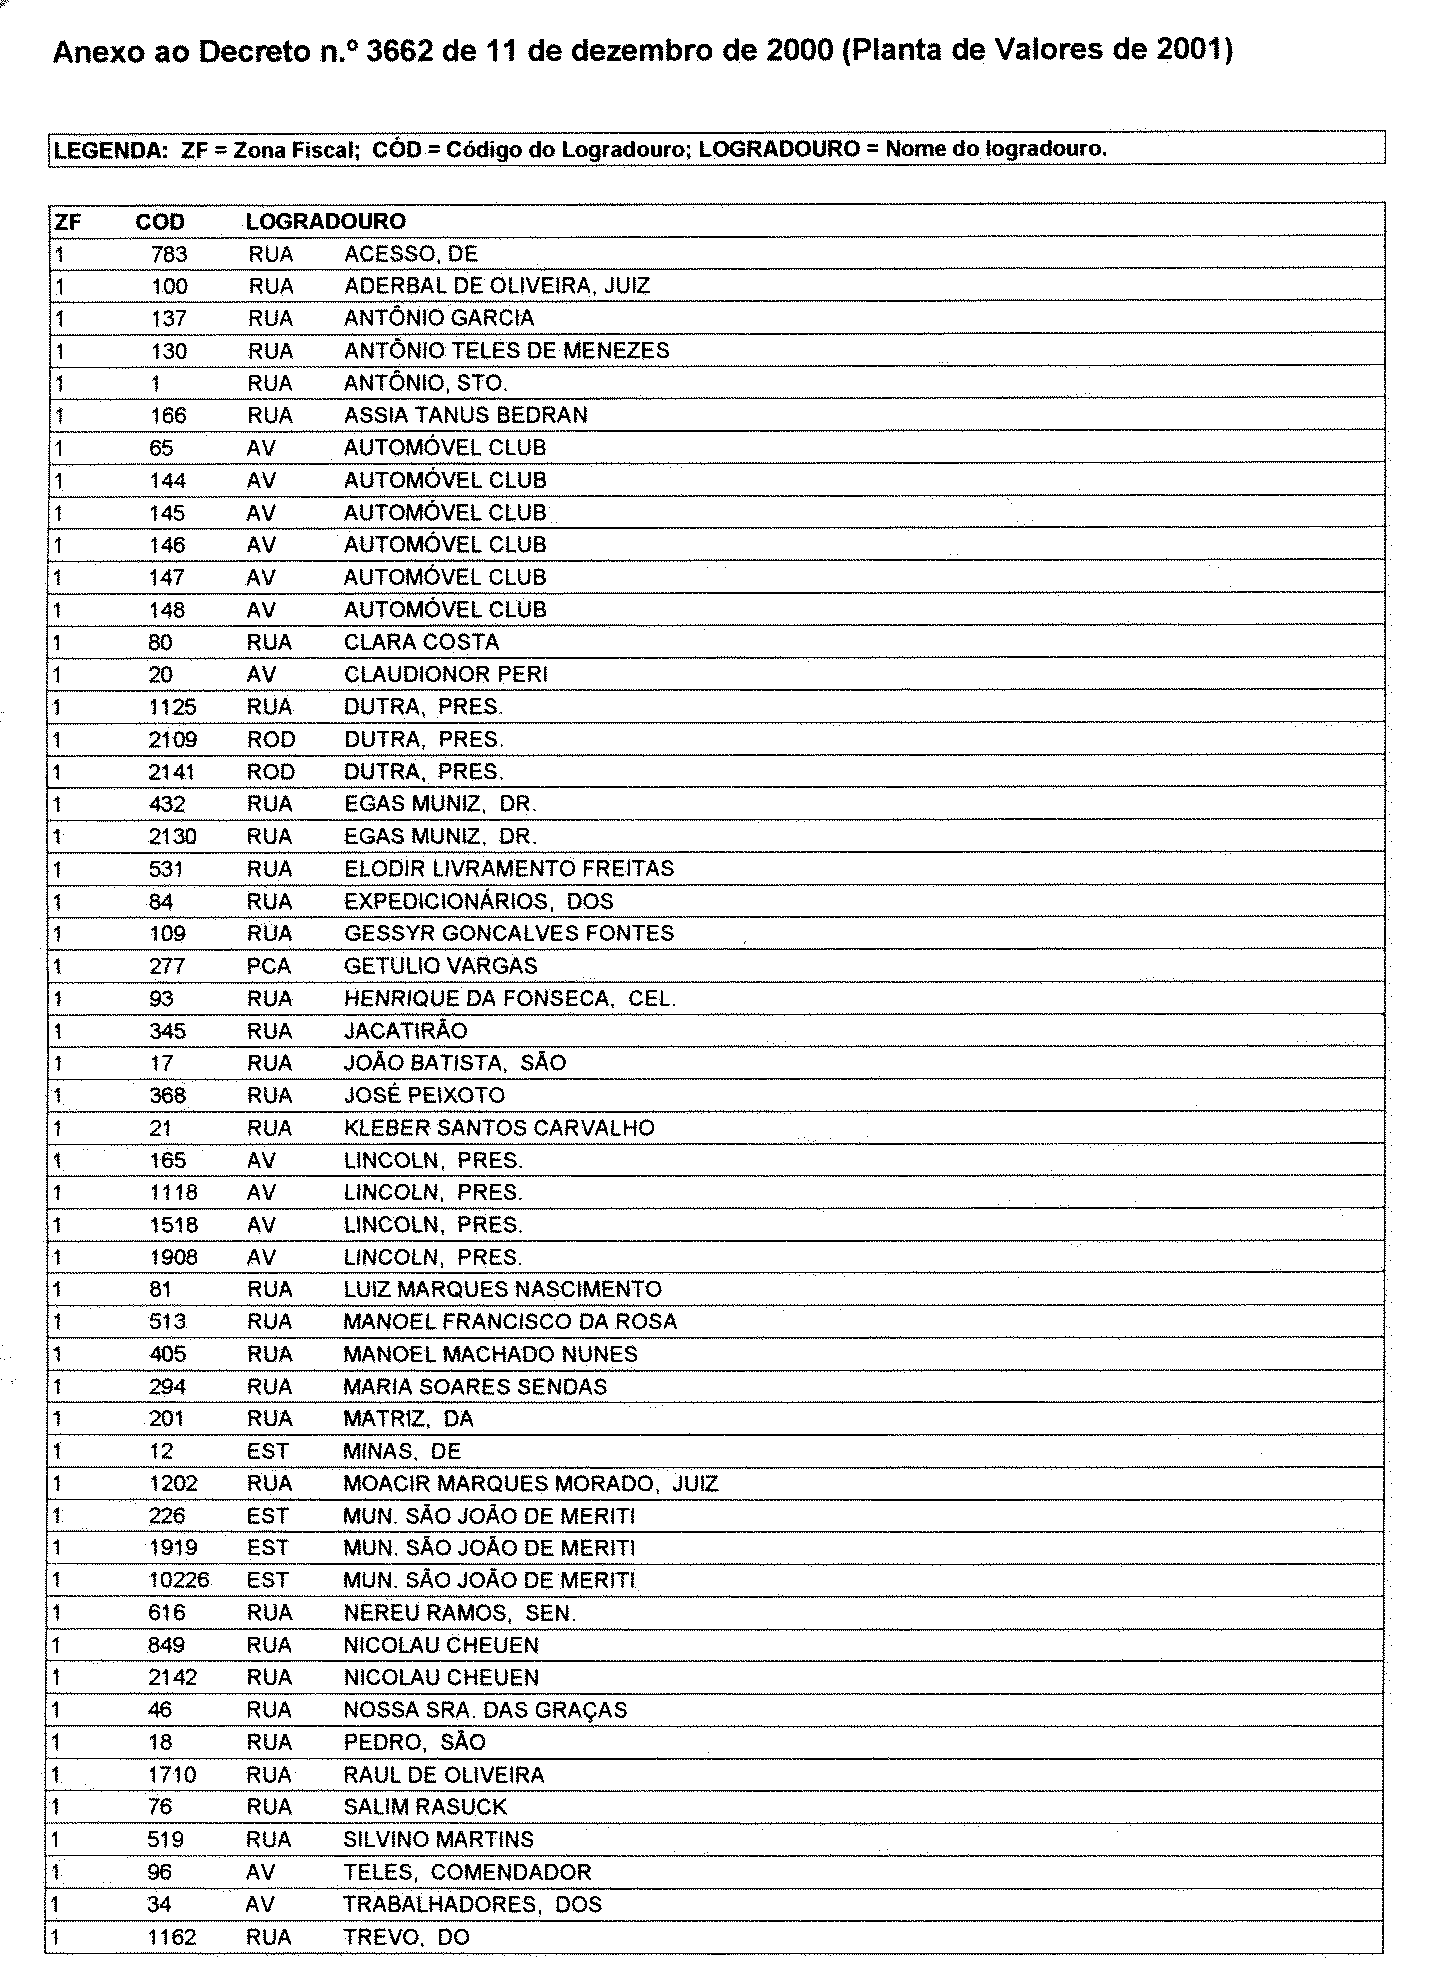 Anexo ao Decreto n.º 3662 de 11 de dezembro de 2000 (Planta de Valores de 2001)
LEGENDA: ZF = Zona Fiscal; CÓD = Código do Logradouro; LOGRADOURO = Nome do logradouro.
ZF COD LOGRADOURO
1 783 RUA ACESSO, DE
1 100 RUA ADERBAL DE OLIVEIRA, JUIZ
1 137 RUA ANTÔNIO GARCIA
1 130 RUA ANTÔNIO TELES DE MENEZES
1 1 RUA ANTÔNIO, STO.
1 166 RUA ASSIA TANUS BEDRAN
1 65 AV AUTOMÓVEL CLUB
1 144 AV AUTOMÓVEL CLUB
1 145 AV AUTOMÓVEL CLUB
1 146 AV AUTOMÓVEL CLUB
1 147 AV AUTOMÓVEL CLUB
1 148 AV AUTOMÓVEL CLUB
1 80 RUA CLARA COSTA
1 20 AV CLAUDIONOR PERI
1 1125 RUA DUTRA, PRES.
1 2109 ROD DUTRA, PRES.
1 2141 ROD DUTRA, PRES.
1 432 RUA EGAS MUNIZ, DR.
1 2130 RUA EGAS MUNIZ, DR.
1 531 RUA ELODIR LIVRAMENTO FREITAS
1 84 RUA EXPEDICIONÁRIOS, DOS
1 109 RUA GESSYR GONCALVES FONTES
1 277 PCA GETULIO VARGAS
1 93 RUA HENRIQUE DA FONSECA, CEL.
1 345 RUA JACATIRÃO
1 17 RUA JOÃO BATISTA, SÃO
1 368 RUA JOSÉ PEIXOTO
1 21 RUA KLEBER SANTOS CARVALHO
1 165 AV LINCOLN, PRES.
1 1118 AV LINCOLN, PRES.
1 1518 AV LINCOLN, PRES.
1 1908 AV LINCOLN, PRES.
1 81 RUA LUIZ MARQUES NASCIMENTO
1 513 RUA MANOEL FRANCISCO DA ROSA
1 405 RUA MANOEL MACHADO NUNES
1 294 RUA MARIA SOARES SENDAS
1 201 RUA MATRIZ, DA
1 12 EST MINAS, DE
1 1202 RUA MOACIR MARQUES MORADO, JUIZ
1 226 EST MUN. SÃO JOÃO DE MERITI
1 1919 EST MUN. SÃO JOÃO DE MERITI
1 10226 EST MUN. SÃO JOÃO DE MERITI
1 616 RUA NEREU RAMOS, SEN.
1 849 RUA NICOLAU CHEUEN
1 2142 RUA NICOLAU CHEUEN
1 46 RUA NOSSA SRA. DAS GRAÇAS
1 18 RUA PEDRO, SÃO
1 1710 RUA RAUL DE OLIVEIRA
1 76 RUA SALIM RASUCK
1 519 RUA SILVINO MARTINS
1 96 AV TELES, COMENDADOR
1 34 AV TRABALHADORES, DOS
1 1162 RUA TREVO, DO